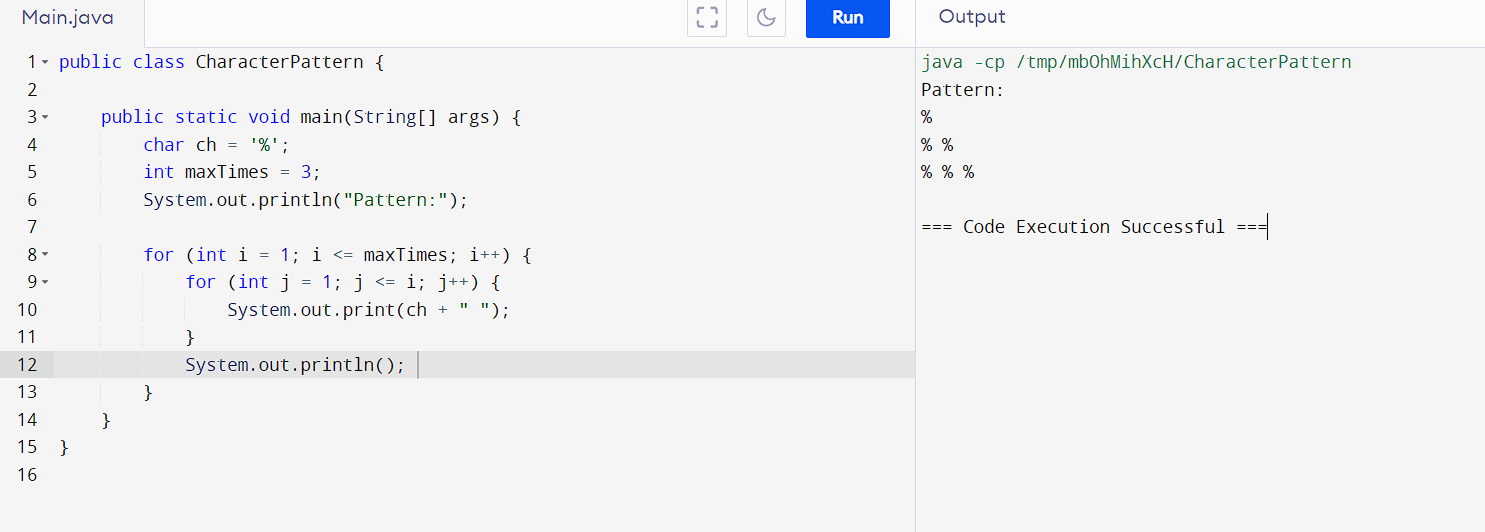 Main.java
Run
Output
1 public class CharacterPattern {
2
3     public static void main(String[] args) {
4         char ch = '%';
5         int maxTimes = 3;
6         System.out.println("Pattern:");
7
8         for (int i = 1; i <= maxTimes; i++) {
9             for (int j = 1; j <= i; j++) {
10                 System.out.print(ch + " ");
11             }
12             System.out.println();
13         }
14     }
15 }
16
java -cp /tmp/mbOhMihXcH/CharacterPattern
Pattern:
%
% %
% % %
=== Code Execution Successful ===